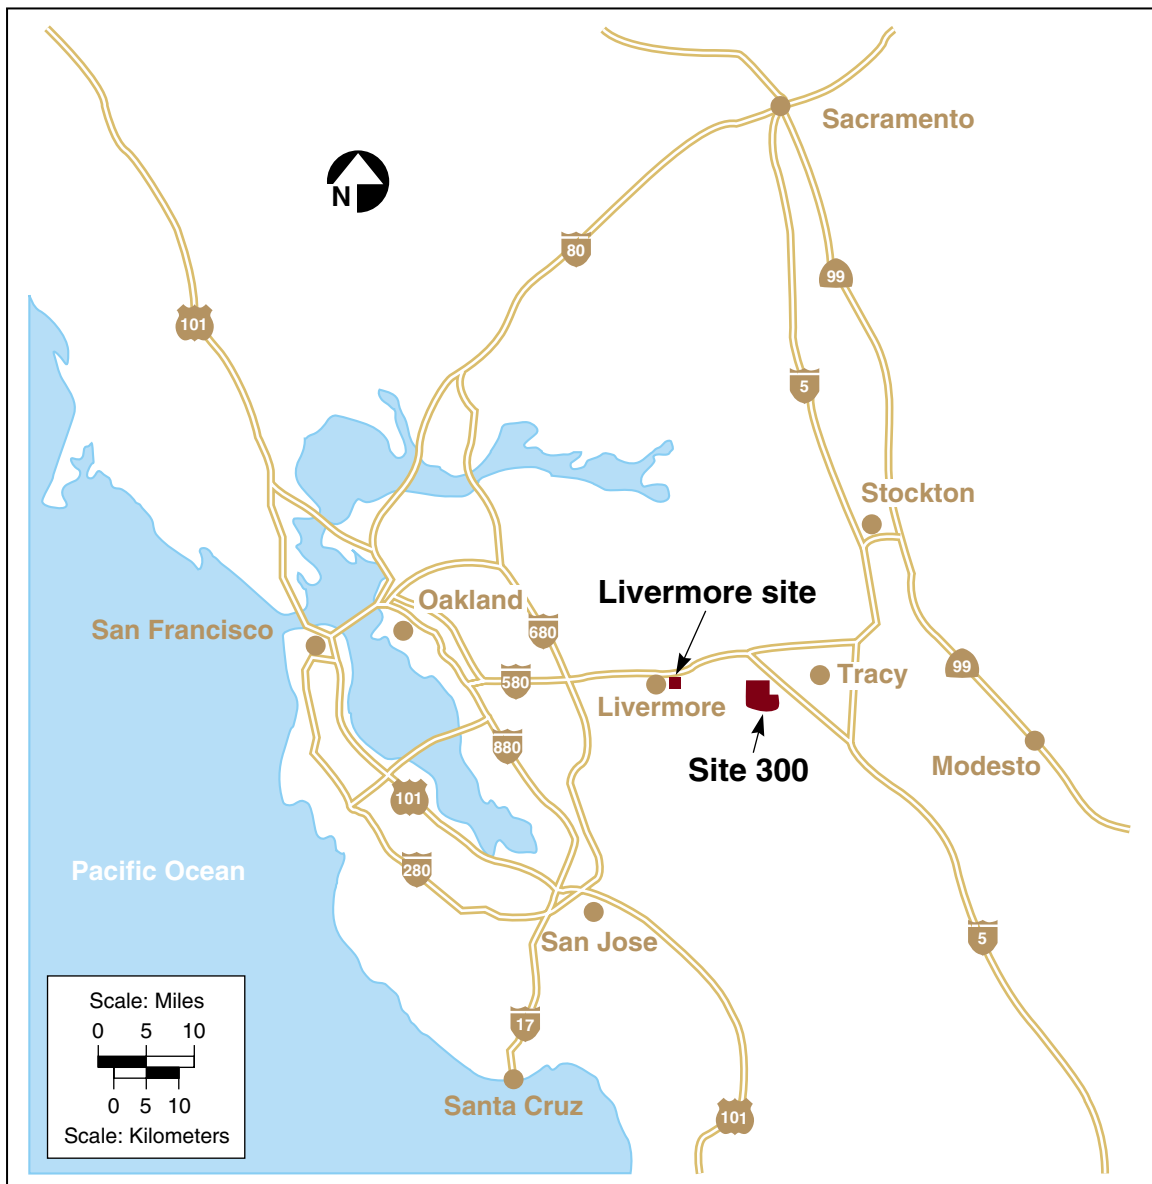 Sacramento
N
80
99
101
5
Stockton
Livermore site
Oakland
San Francisco
680
99
Tracy
580
Livermore
880
Site 300
Modesto
101
Pacific Ocean
280
5
San Jose
Scale: Miles
0 5 10
17
0 5 10
Scale: Kilometers
Santa Cruz
101